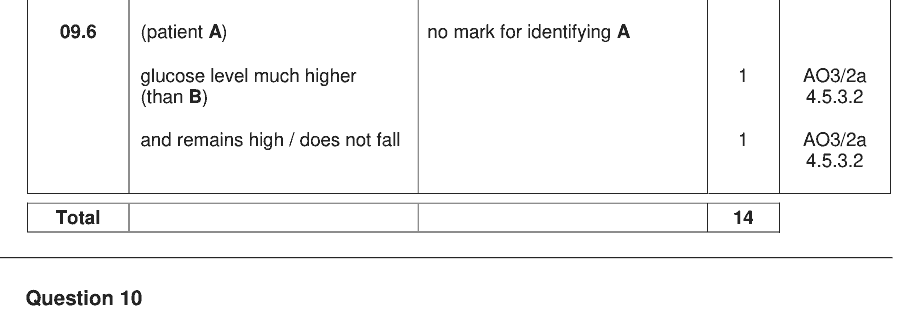 09.6 (patient A) no mark for identifying A
glucose level much higher 1 AO3/2a
(than B) 4.5.3.2
and remains high / does not fall 1 AO3/2a
4.5.3.2
Total 14
Question 10